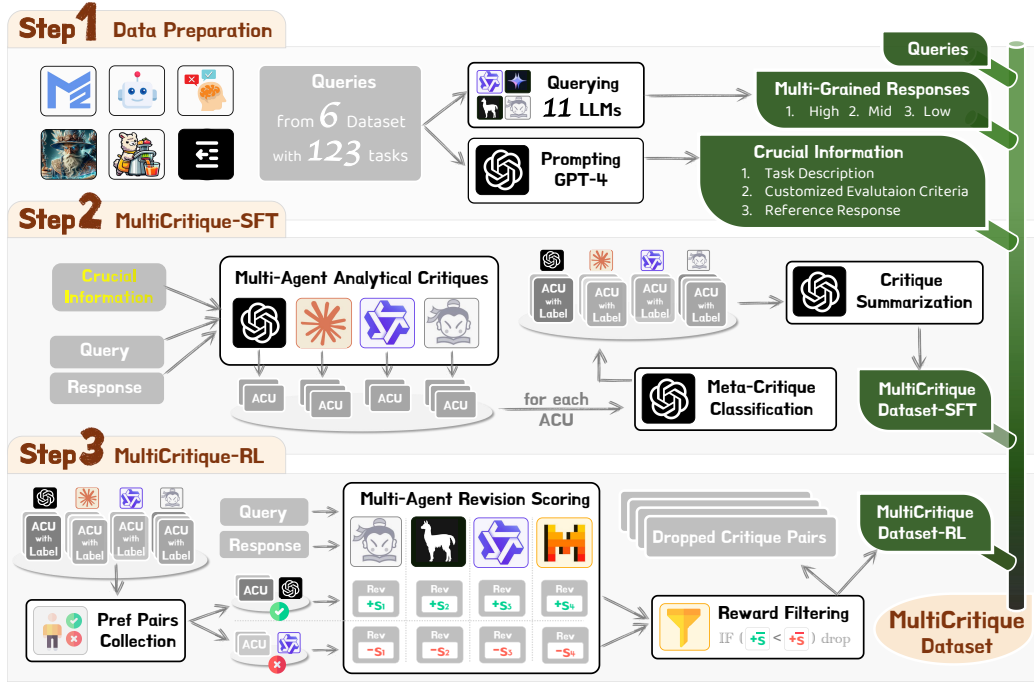 Step 1 Data Preparation
Queries
from 6 Dataset
with 123 tasks
Querying
11 LLMs
Prompting
GPT-4
Queries
Multi-Grained Responses
1. High 2. Mid 3. Low
Crucial Information
1. Task Description
2. Customized Evalutaion Criteria
3. Reference Response
Step 2 MultiCritique-SFT
Crucial
Information
Query
Response
Multi-Agent Analytical Critiques
ACU
ACU
ACU
ACU
for each
ACU
Meta-Critique
Classification
ACU
with
Label
ACU
with
Label
ACU
with
Label
ACU
with
Label
Critique
Summarization
MultiCritique
Dataset-SFT
Step 3 MultiCritique-RL
ACU
with
Label
ACU
with
Label
ACU
with
Label
ACU
with
Label
Pref Pairs
Collection
Query
Response
ACU
ACU
Multi-Agent Revision Scoring
Rev
+S1
Rev
+S2
Rev
+S3
Rev
+S4
Rev
-S1
Rev
-S2
Rev
-S3
Rev
-S4
Dropped Critique Pairs
Reward Filtering
IF ( +S̅ < +S̅ ) drop
MultiCritique
Dataset-RL
MultiCritique
Dataset